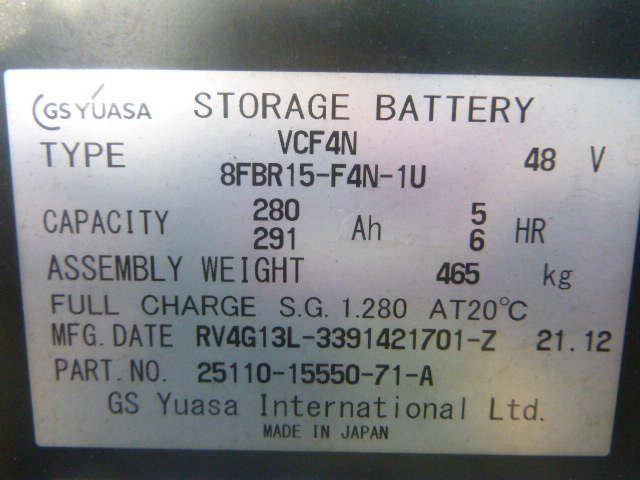 GS YUASA STORAGE BATTERY
TYPE VCF4N 48 V
8FBR15-F4N-1U
CAPACITY 280 Ah 5 HR
291 6
ASSEMBLY WEIGHT 465 kg
FULL CHARGE S.G. 1.280 AT20°C
MFG. DATE RV4G13L-3391421701-Z 21.12
PART. NO. 25110-15550-71-A
GS Yuasa International Ltd.
MADE IN JAPAN